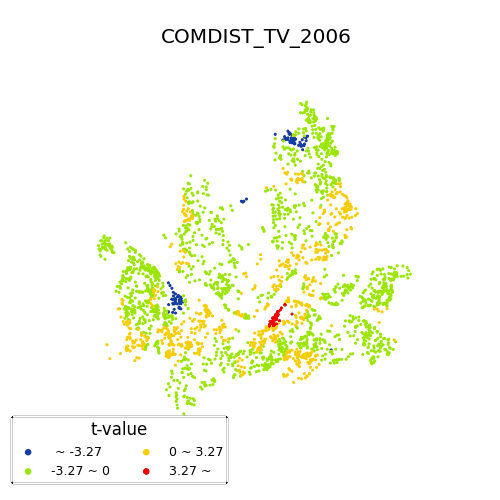 COMDIST_TV_2006
t-value
~ -3.27
0 ~ 3.27
-3.27 ~ 0
3.27 ~